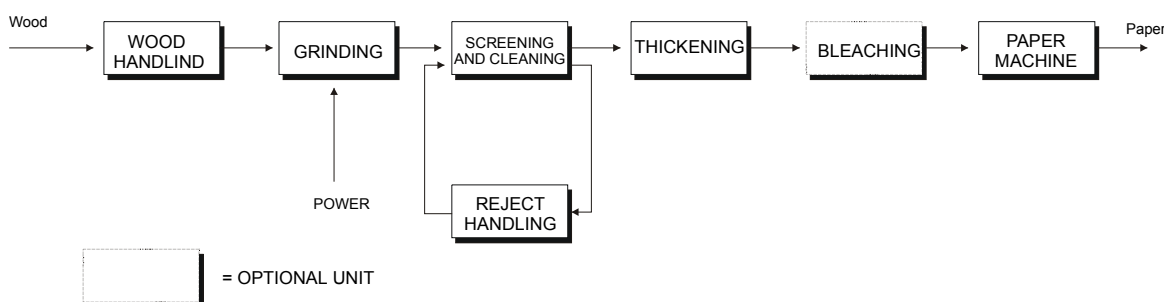 Wood
WOOD
HANDLIND
GRINDING
SCREENING
AND CLEANING
THICKENING
BLEACHING
PAPER
MACHINE
Paper
POWER
REJECT
HANDLING
= OPTIONAL UNIT